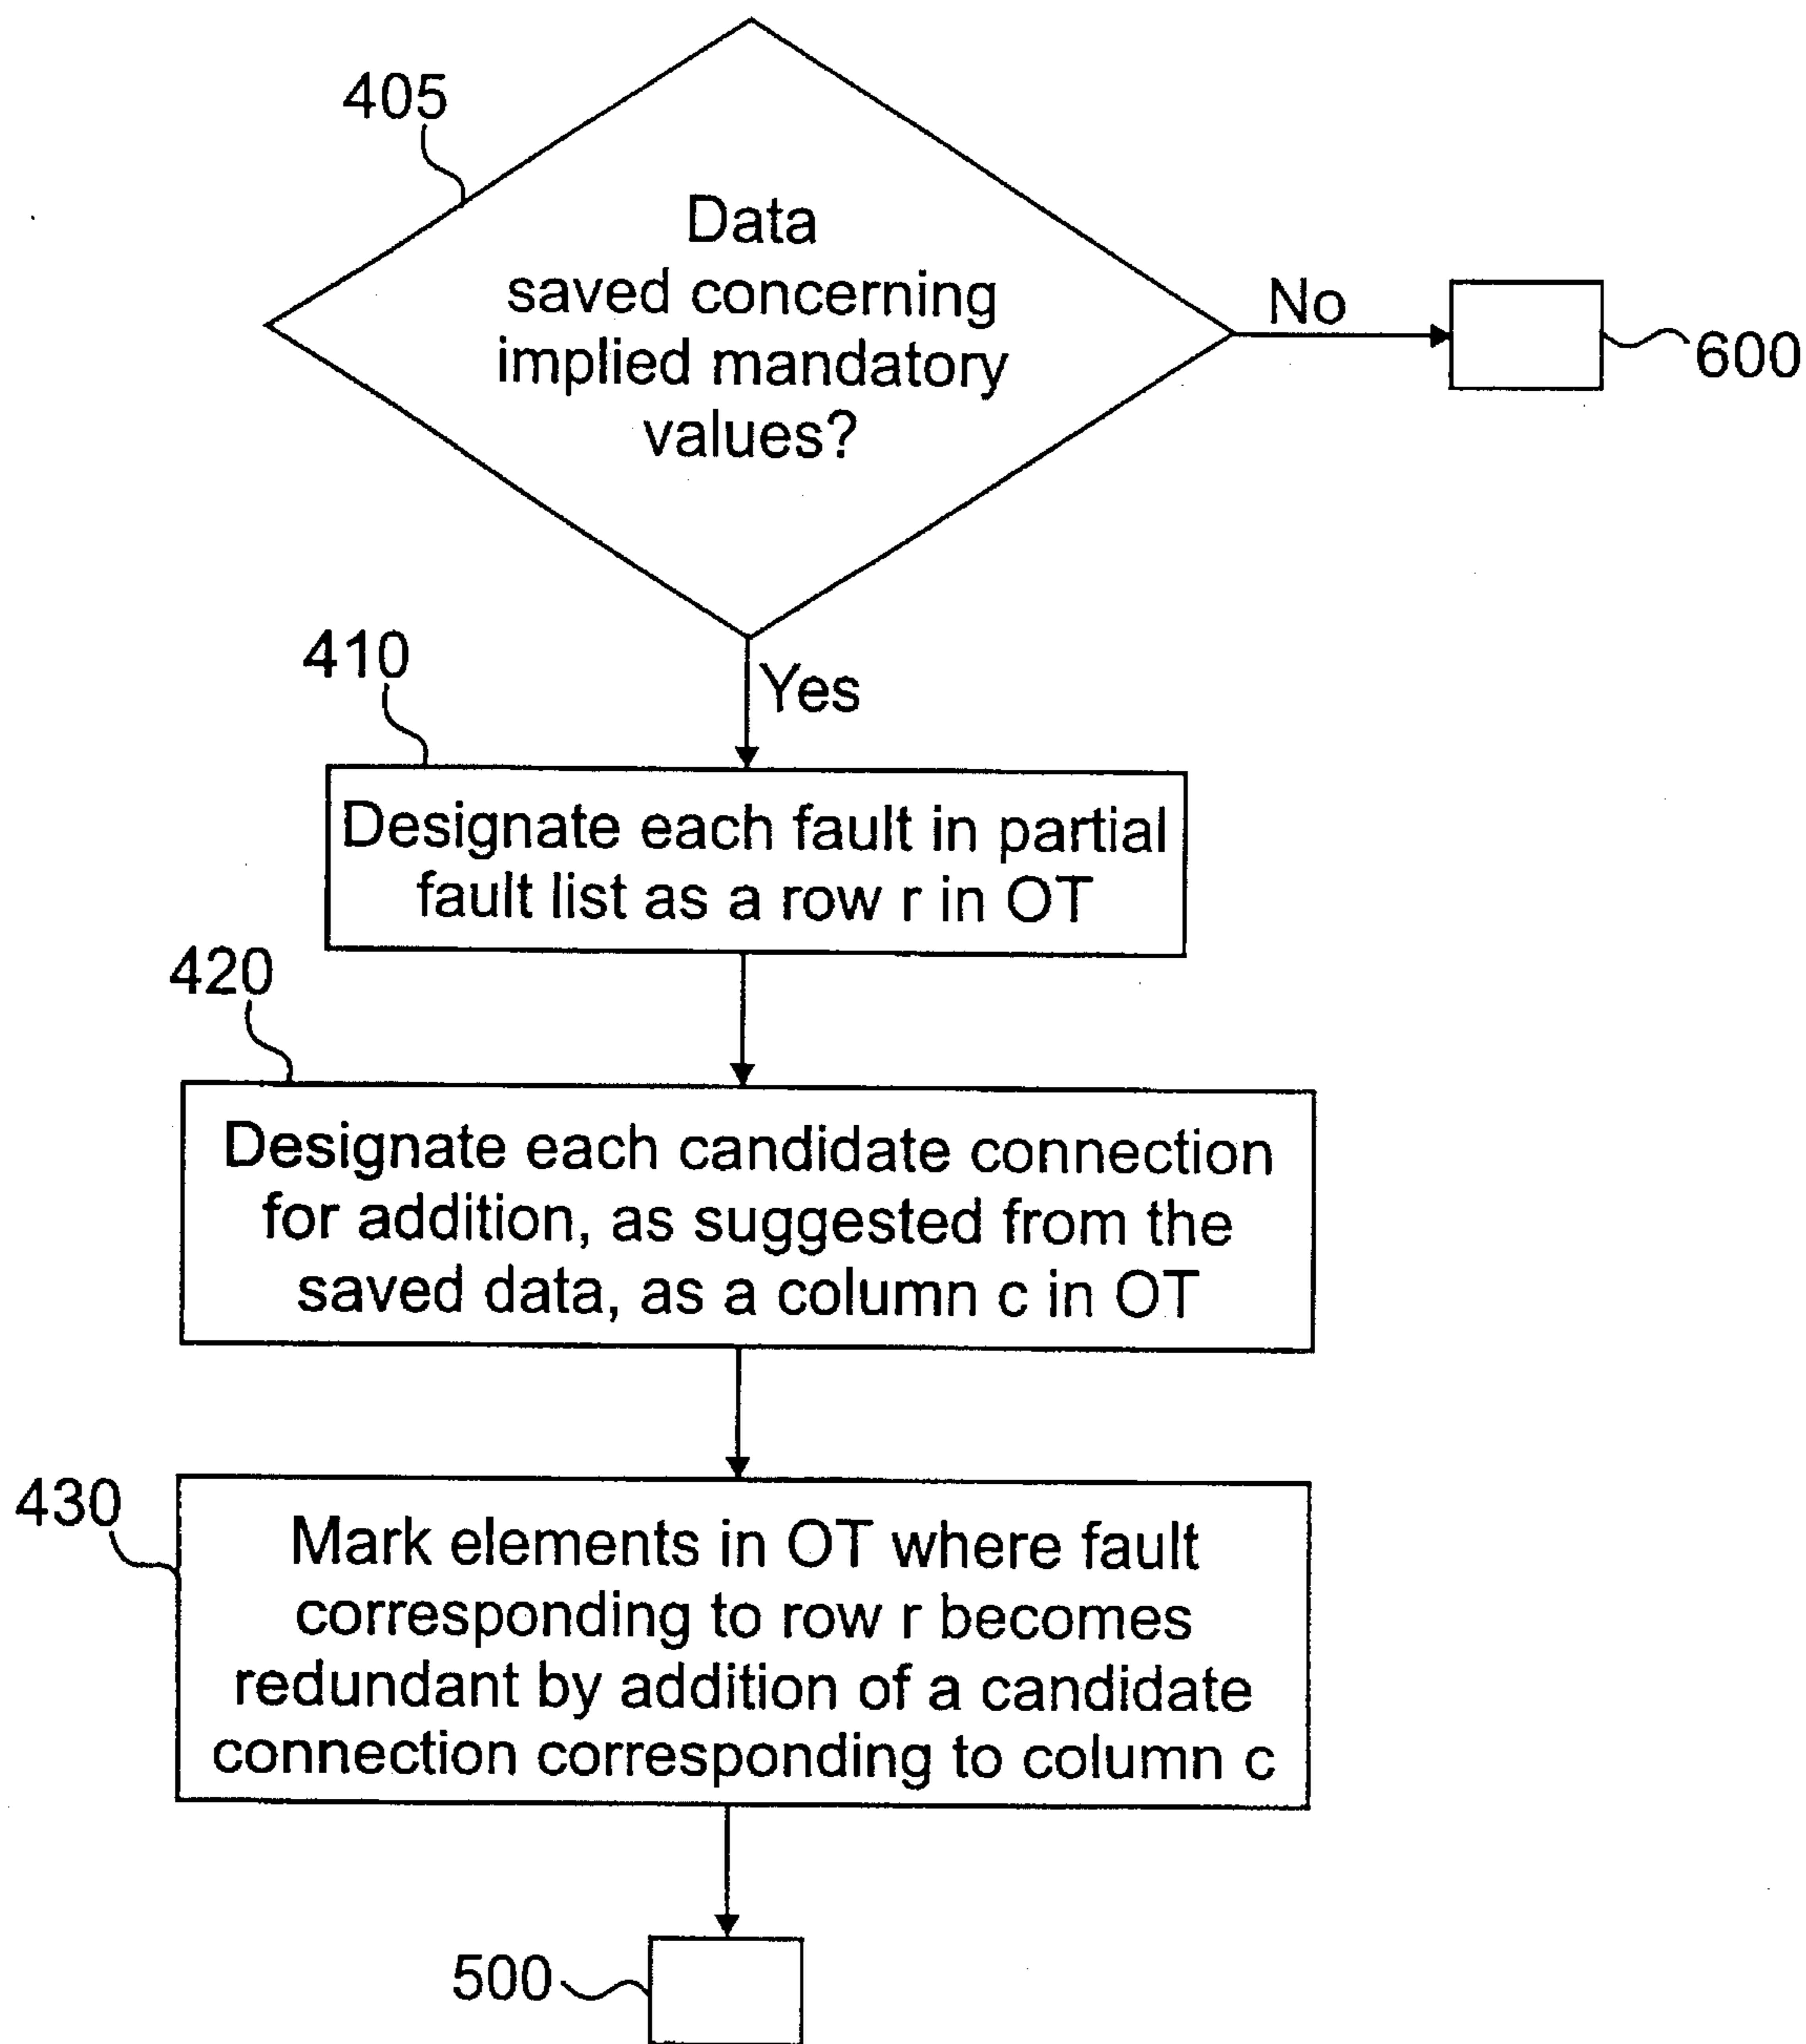 405
Data
saved concerning
implied mandatory
values?
No
600
410
Yes
Designate each fault in partial
fault list as a row r in OT
420
Designate each candidate connection
for addition, as suggested from the
saved data, as a column c in OT
430
Mark elements in OT where fault
corresponding to row r becomes
redundant by addition of a candidate
connection corresponding to column c
500